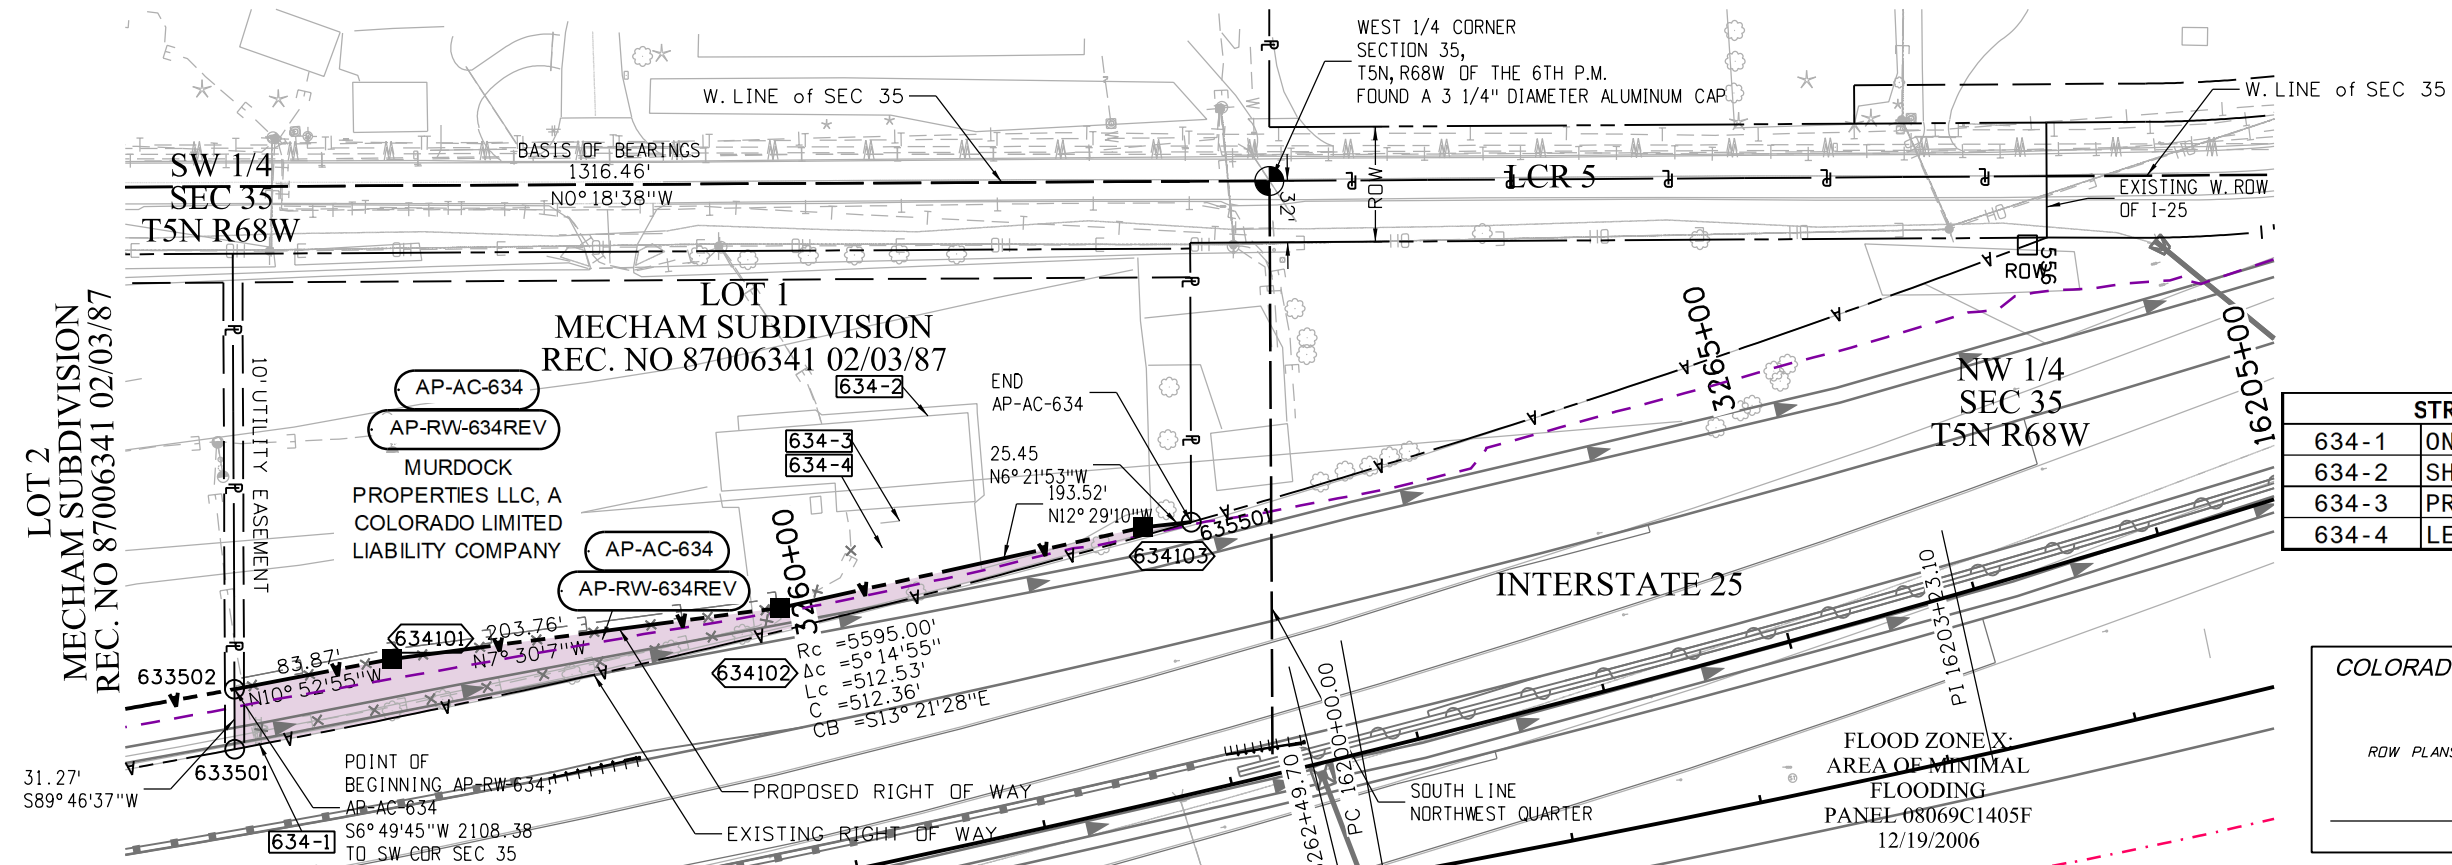 WEST 1/4 CORNER
SECTION 35,
T5N, R68W OF THE 6TH P.M.
FOUND A 3 1/4" DIAMETER ALUMINUM CAP
W. LINE of SEC 35
W. LINE of SEC 35
BASIS OF BEARINGS
1316.46'
N0°18'38"W
SW 1/4
SEC 35
T5N R68W
LCR 5
ROW
32'
EXISTING W. ROW
OF I-25
ROW
556
LOT 1
MECHAM SUBDIVISION
REC. NO 87006341 02/03/87
LOT 2
MECHAM SUBDIVISION
REC. NO 87006341 02/03/87
10' UTILITY EASEMENT
AP-AC-634
AP-RW-634REV
MURDOCK
PROPERTIES LLC, A
COLORADO LIMITED
LIABILITY COMPANY
AP-AC-634
AP-RW-634REV
634-2
634-3
634-4
END
AP-AC-634
25.45
N6°21'53"W
193.52'
N12°29'10"W
635501
634103
3260+00
3265+00
16205+00
NW 1/4
SEC 35
T5N R68W
STR
634-1 ON
634-2 SH
634-3 PR
634-4 LE
INTERSTATE 25
634101
203.76'
N7°30'7"W
634102
83.87'
N10°52'55"W
633502
633501
Rc =5595.00'
Δc =5°14'55"
Lc =512.53'
C =512.36'
CB =S13°21'28"E
31.27'
S89°46'37"W
POINT OF
BEGINNING AP-RW-634,
AP-AC-634
S6°49'45"W 2108.38
TO SW COR SEC 35
634-1
PROPOSED RIGHT OF WAY
EXISTING RIGHT OF WAY
262+49.70
PC 16200+00.00
PI 16203+23.10
SOUTH LINE
NORTHWEST QUARTER
FLOOD ZONE X:
AREA OF MINIMAL
FLOODING
PANEL 08069C1405F
12/19/2006
COLORAD
ROW PLANS